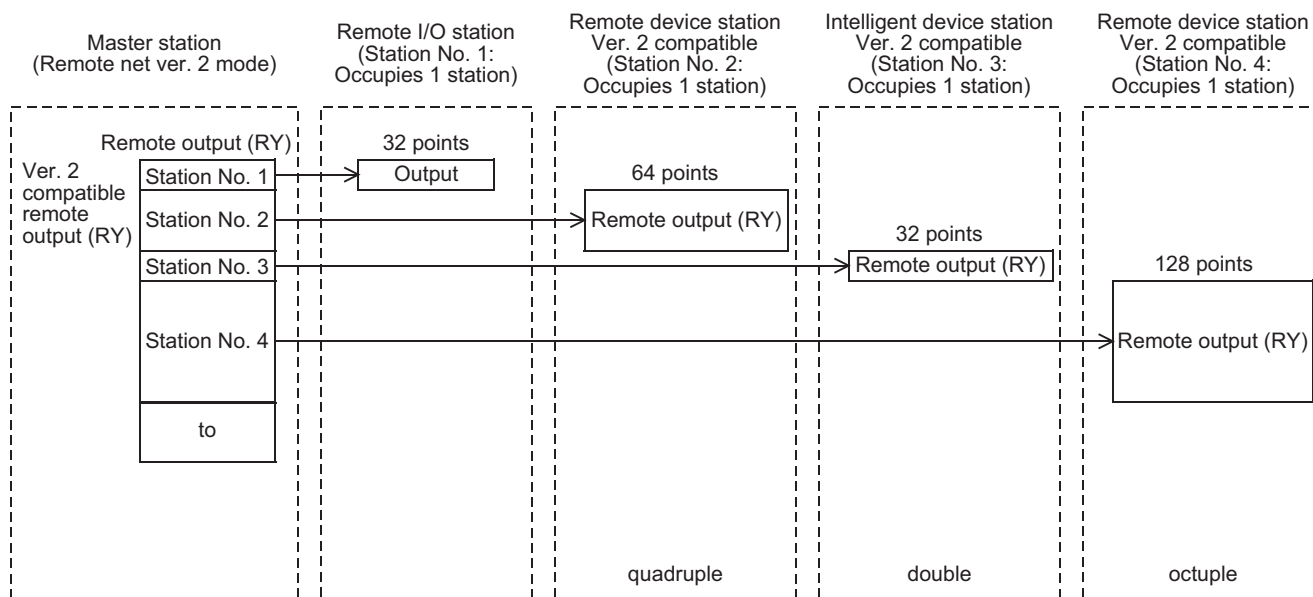 Master station
(Remote net ver. 2 mode)
Remote I/O station
(Station No. 1:
Occupies 1 station)
Remote device station
Ver. 2 compatible
(Station No. 2:
Occupies 1 station)
Intelligent device station
Ver. 2 compatible
(Station No. 3:
Occupies 1 station)
Remote device station
Ver. 2 compatible
(Station No. 4:
Occupies 1 station)
Remote output (RY)
Ver. 2
compatible
remote
output (RY)
Station No. 1
Station No. 2
Station No. 3
Station No. 4
to
32 points
Output
64 points
Remote output (RY)
32 points
Remote output (RY)
128 points
Remote output (RY)
quadruple
double
octuple